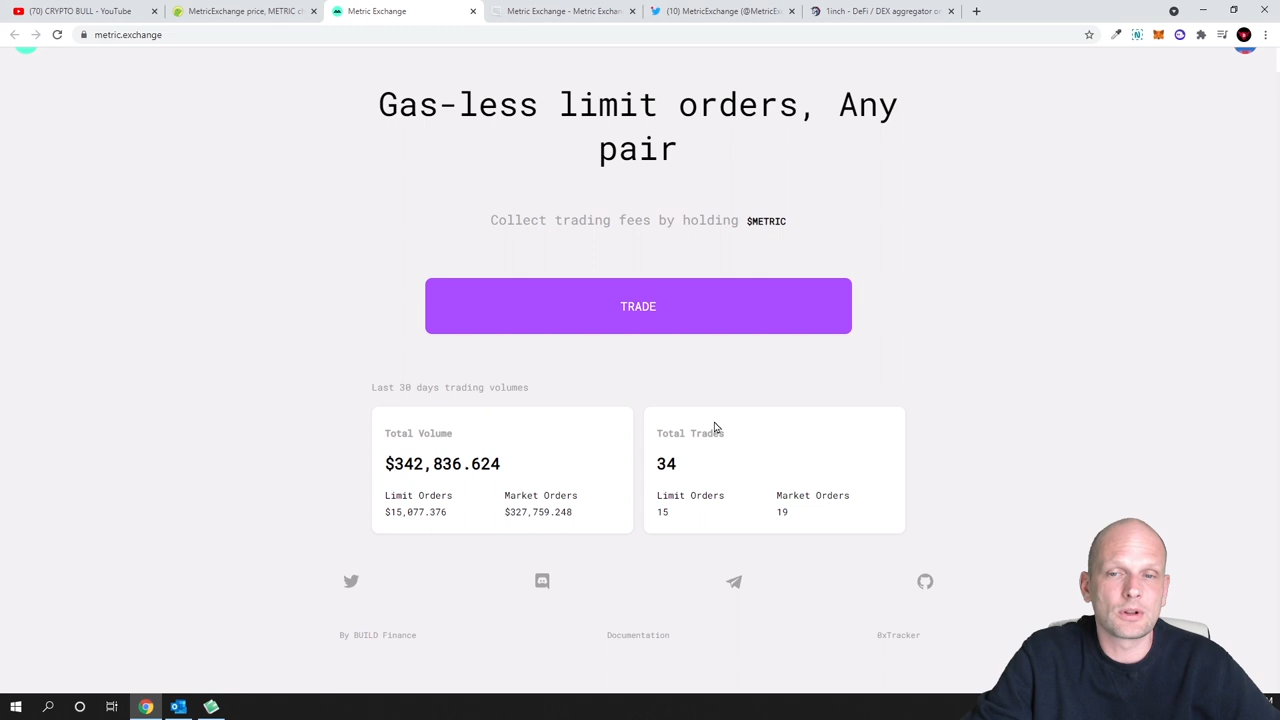 (70) CRYPTO BULL - YouTube
MetricExchange price, METRIC c
Metric Exchange
Metric Exchange - Metric Exchan
(10) MetricExchange (@MetricEx
1inch - DeFi / DEX aggregator or
metric.exchange
Gas-less limit orders, Any
pair
Collect trading fees by holding $METRIC
TRADE
Last 30 days trading volumes
Total Volume
$342,836.624
Limit Orders
Market Orders
$15,077.376
$327,759.248
Total Trades
34
Limit Orders
Market Orders
15
19
By BUILD Finance
Documentation
0xTracker